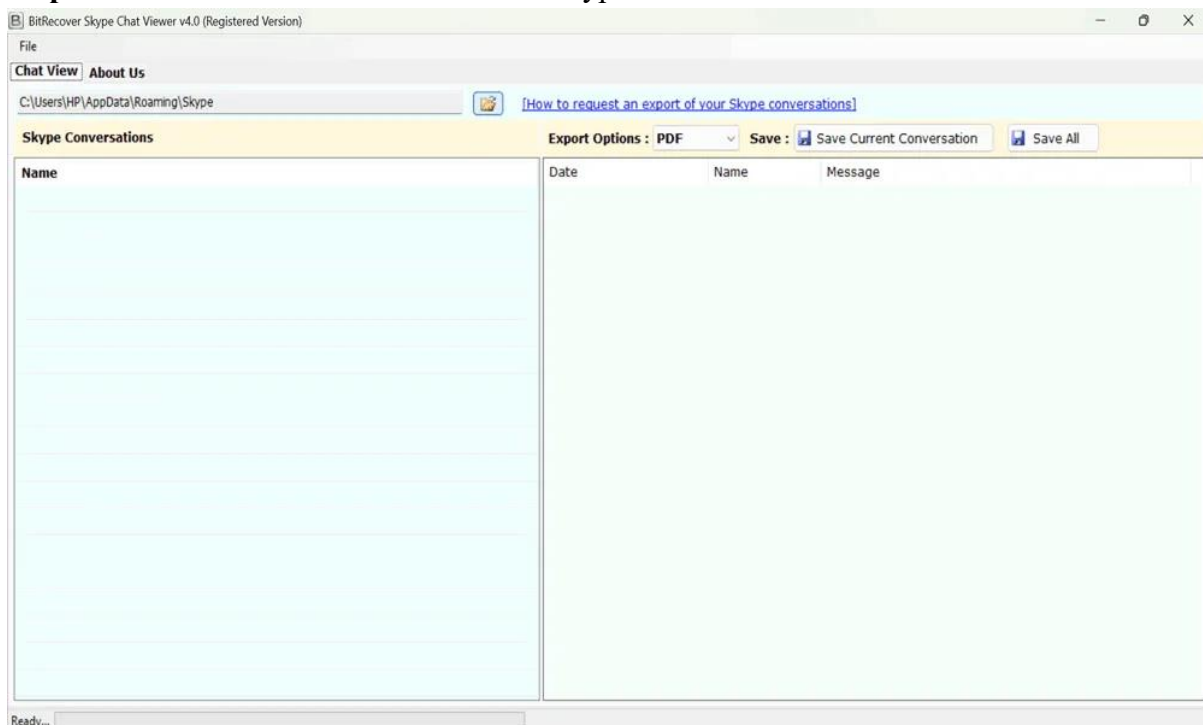 BitRecover Skype Chat Viewer v4.0 (Registered Version)
File
Chat View About Us
C:\Users\HP\AppData\Roaming\Skype [How to request an export of your Skype conversations]
Skype Conversations Export Options : PDF Save : Save Current Conversation Save All
Name Date Name Message
Ready...